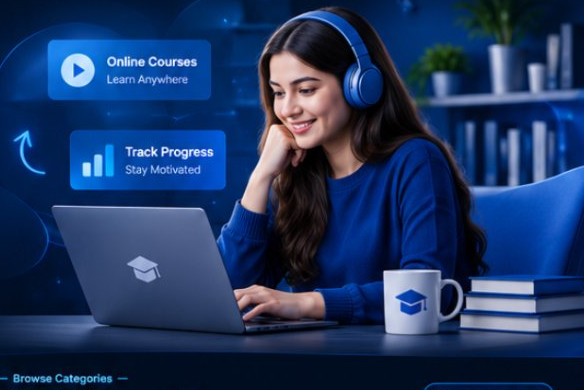 Online Courses
Learn Anywhere
Track Progress
Stay Motivated
Browse Categories